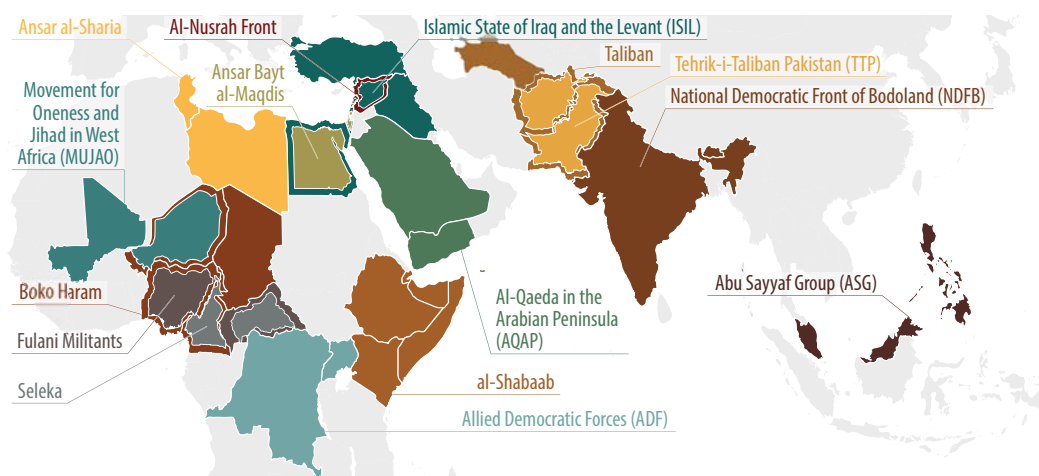 Ansar al-Sharia
Al-Nusrah Front
Islamic State of Iraq and the Levant (ISIL)
Taliban
Tehrik-i-Taliban Pakistan (TTP)
National Democratic Front of Bodoland (NDFB)
Ansar Bayt
al-Maqdis
Movement for
Oneness and
Jihad in West
Africa (MUJAO)
Boko Haram
Fulani Militants
Seleka
Al-Qaeda in the
Arabian Peninsula
(AQAP)
al-Shabaab
Allied Democratic Forces (ADF)
Abu Sayyaf Group (ASG)